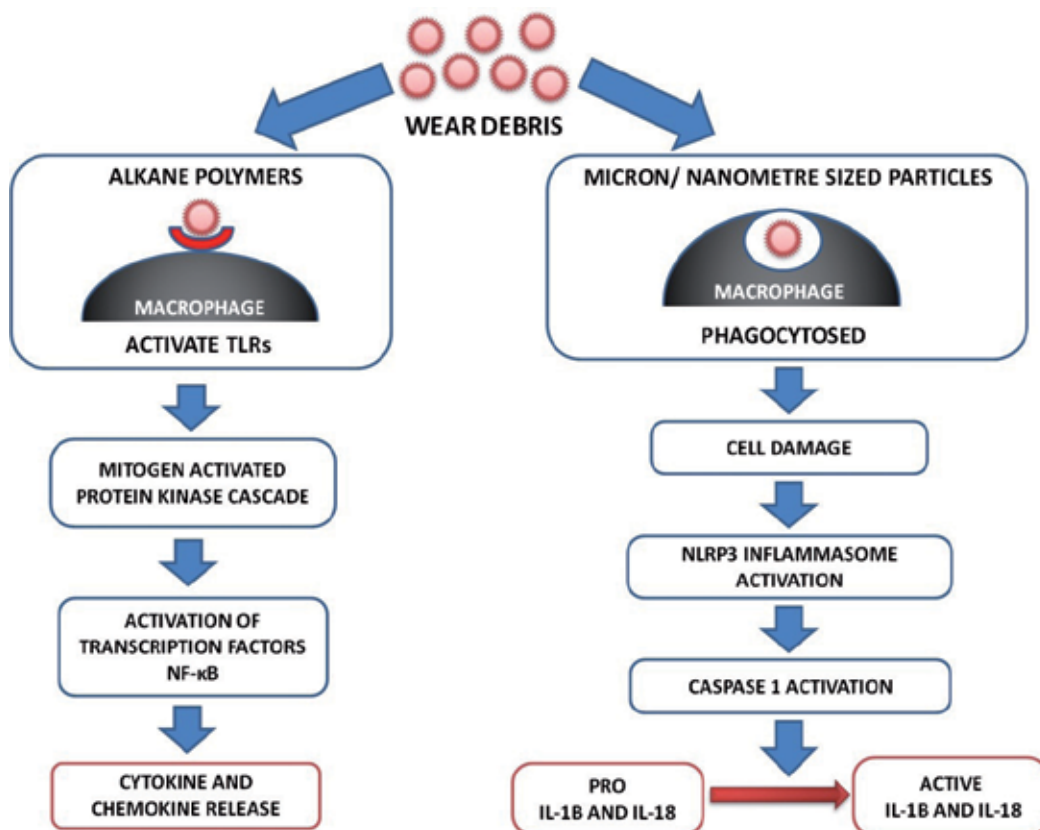 WEAR DEBRIS
ALKANE POLYMERS
MACROPHAGE
ACTIVATE TLRs
MITOGEN ACTIVATED
PROTEIN KINASE CASCADE
ACTIVATION OF
TRANSCRIPTION FACTORS
NF-κB
CYTOKINE AND
CHEMOKINE RELEASE
MICRON/ NANOMETRE SIZED PARTICLES
MACROPHAGE
PHAGOCYTOSED
CELL DAMAGE
NLRP3 INFLAMMASOME
ACTIVATION
CASPASE 1 ACTIVATION
PRO
IL-1B AND IL-18
ACTIVE
IL-1B AND IL-18